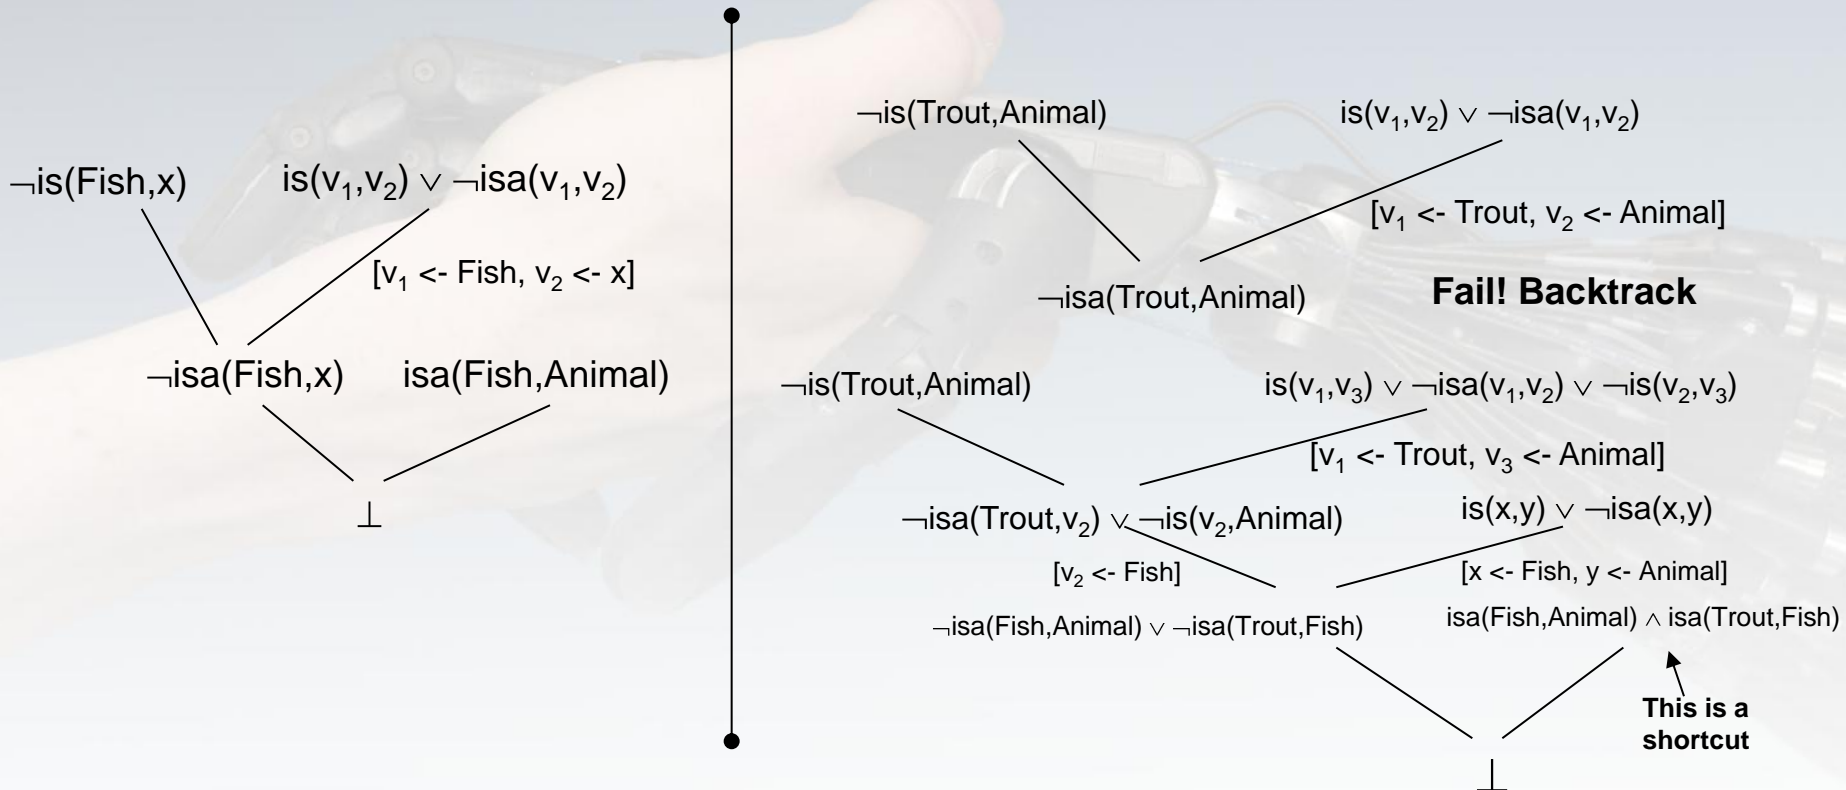 ¬is(Fish,x) is(v₁,v₂) ∨ ¬isa(v₁,v₂)
[v₁ <- Fish, v₂ <- x]
¬isa(Fish,x) isa(Fish,Animal)
⊥
¬is(Trout,Animal) is(v₁,v₂) ∨ ¬isa(v₁,v₂)
[v₁ <- Trout, v₂ <- Animal]
¬isa(Trout,Animal) Fail! Backtrack
¬is(Trout,Animal) is(v₁,v₃) ∨ ¬isa(v₁,v₂) ∨ ¬is(v₂,v₃)
[v₁ <- Trout, v₃ <- Animal]
¬isa(Trout,v₂) ∨ ¬is(v₂,Animal) is(x,y) ∨ ¬isa(x,y)
[v₂ <- Fish] [x <- Fish, y <- Animal]
¬isa(Fish,Animal) ∨ ¬isa(Trout,Fish) isa(Fish,Animal) ∧ isa(Trout,Fish)
This is a
shortcut
⊥